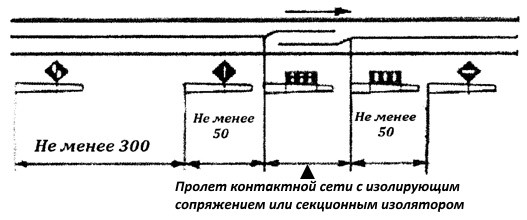 Не менее
50
Не менее
50
Не менее 300
Пролет контактной сети с изолирующим
сопряжением или секционным изолятором